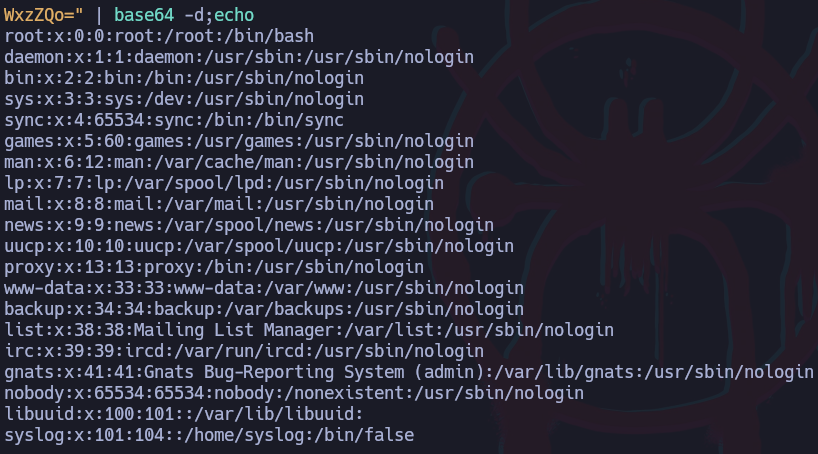 WxzZQo=" | base64 -d;echo
root:x:0:0:root:/root:/bin/bash
daemon:x:1:1:daemon:/usr/sbin:/usr/sbin/nologin
bin:x:2:2:bin:/bin:/usr/sbin/nologin
sys:x:3:3:sys:/dev:/usr/sbin/nologin
sync:x:4:65534:sync:/bin:/bin/sync
games:x:5:60:games:/usr/games:/usr/sbin/nologin
man:x:6:12:man:/var/cache/man:/usr/sbin/nologin
lp:x:7:7:lp:/var/spool/lpd:/usr/sbin/nologin
mail:x:8:8:mail:/var/mail:/usr/sbin/nologin
news:x:9:9:news:/var/spool/news:/usr/sbin/nologin
uucp:x:10:10:uucp:/var/spool/uucp:/usr/sbin/nologin
proxy:x:13:13:proxy:/bin:/usr/sbin/nologin
www-data:x:33:33:www-data:/var/www:/usr/sbin/nologin
backup:x:34:34:backup:/var/backups:/usr/sbin/nologin
list:x:38:38:Mailing List Manager:/var/list:/usr/sbin/nologin
irc:x:39:39:ircd:/var/run/ircd:/usr/sbin/nologin
gnats:x:41:41:Gnats Bug-Reporting System (admin):/var/lib/gnats:/usr/sbin/nologin
nobody:x:65534:65534:nobody:/nonexistent:/usr/sbin/nologin
libuuid:x:100:101::/var/lib/libuuid:
syslog:x:101:104::/home/syslog:/bin/false